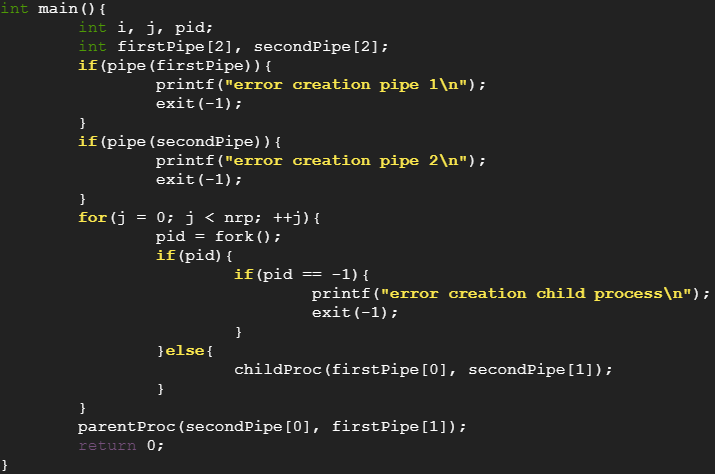 int main(){
        int i, j, pid;
        int firstPipe[2], secondPipe[2];
        if(pipe(firstPipe)){
                printf("error creation pipe 1\n");
                exit(-1);
        }
        if(pipe(secondPipe)){
                printf("error creation pipe 2\n");
                exit(-1);
        }
        for(j = 0; j < nrp; ++j){
                pid = fork();
                if(pid){
                        if(pid == -1){
                                printf("error creation child process\n");
                                exit(-1);
                        }
                }else{
                        childProc(firstPipe[0], secondPipe[1]);
                }
        }
        parentProc(secondPipe[0], firstPipe[1]);
        return 0;
}